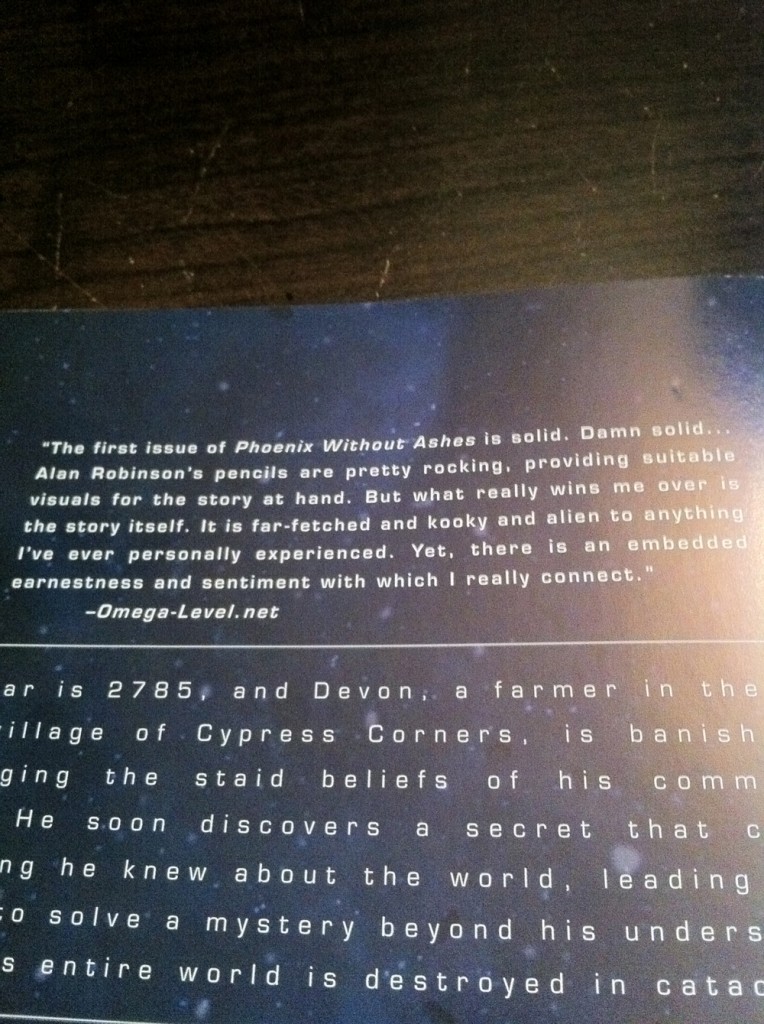 "The first issue of Phoenix Without Ashes is solid. Damn solid...
Alan Robinson's pencils are pretty rocking, providing suitable
visuals for the story at hand. But what really wins me over is
the story itself. It is far-fetched and kooky and alien to anything
I've ever personally experienced. Yet, there is an embedded
earnestness and sentiment with which I really connect."
–Omega-Level.net
ar is 2785, and Devon, a farmer in the
illage of Cypress Corners, is banish
ging the staid beliefs of his comm
He soon discovers a secret that c
ng he knew about the world, leading
to solve a mystery beyond his unders
s entire world is destroyed in catac